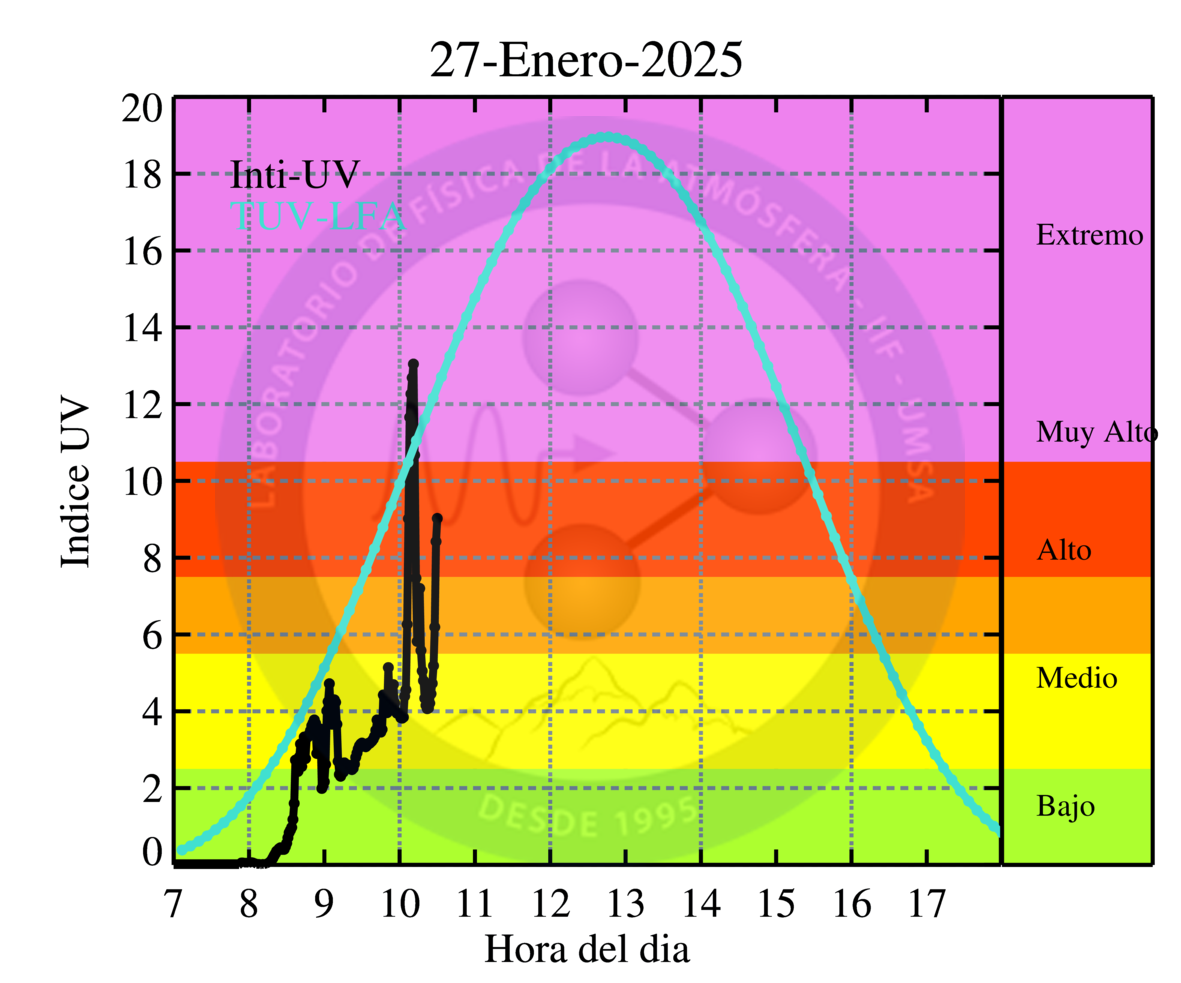 27-Enero-2025
20
18
16
14
12
10
8
6
4
2
0
Indice UV
Inti-UV
TUV-LFA
LABORATORIO DE FÍSICA DE LA ATMÓSFERA - IIF - UMSA
DESDE 1995
Extremo
Muy Alto
Alto
Medio
Bajo
7 8 9 10 11 12 13 14 15 16 17
Hora del dia